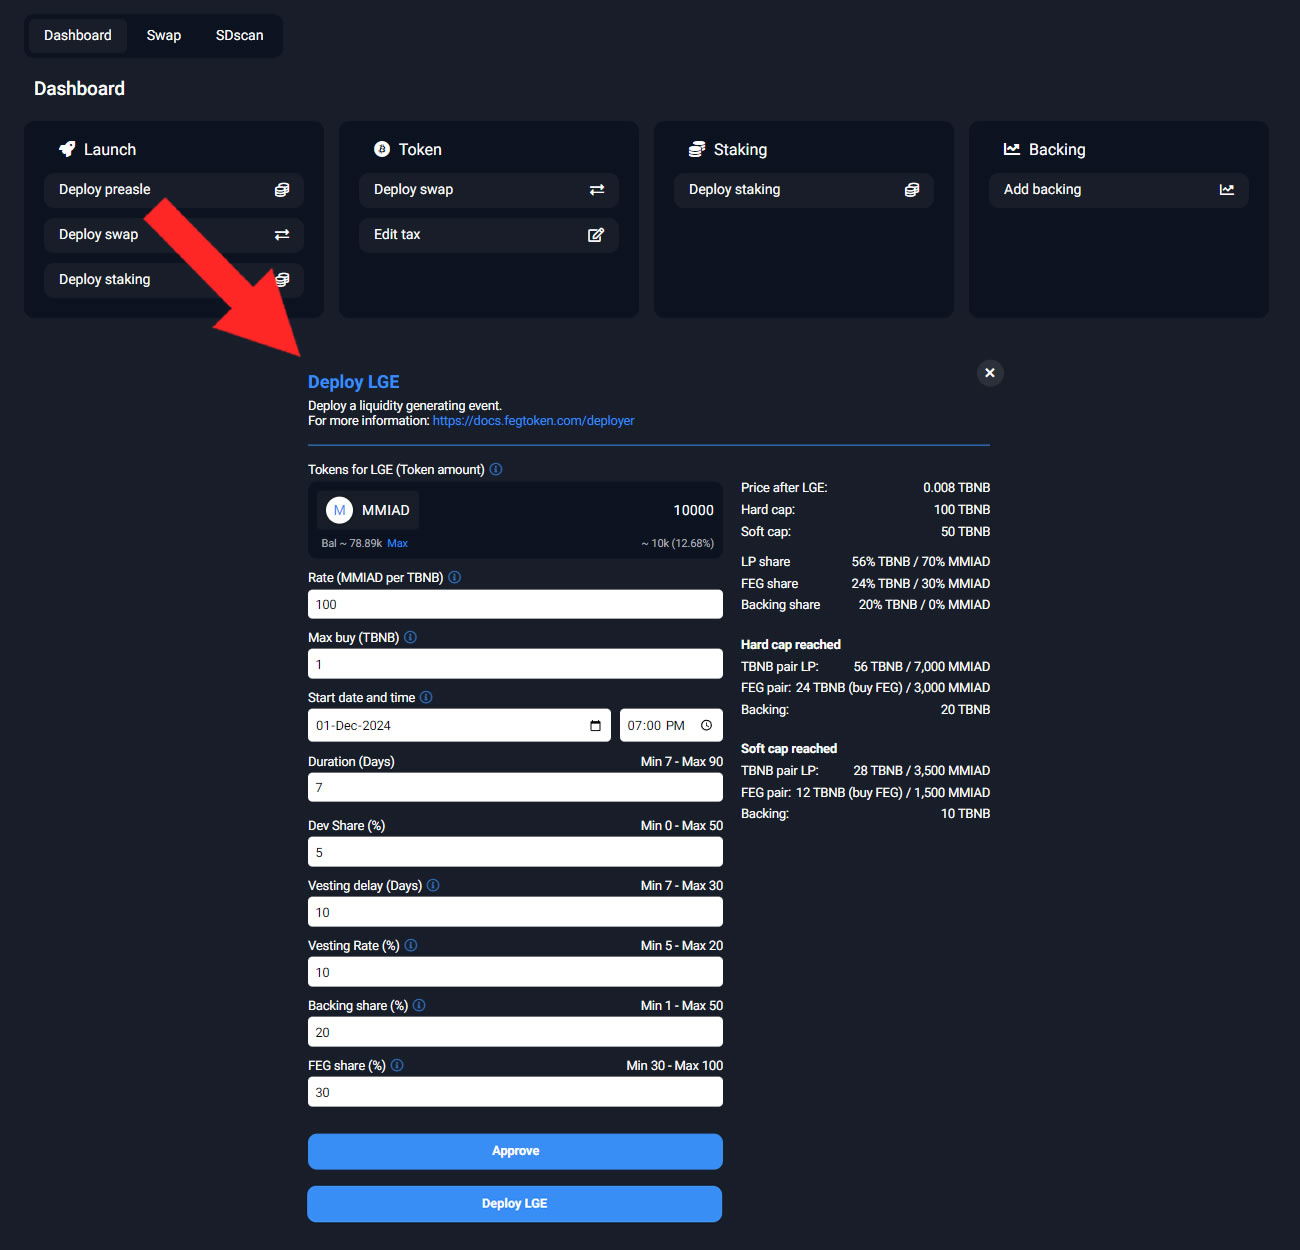 Dashboard Swap SDscan
Dashboard
Launch
Deploy preasle
Deploy swap
Deploy staking
Token
Deploy swap
Edit tax
Staking
Deploy staking
Backing
Add backing
Deploy LGE
Deploy a liquidity generating event.
For more information: https://docs.fegtoken.com/deployer
Tokens for LGE (Token amount)
M MMIAD 10000
Bal ~ 78.89k Max ~ 10k (12.68%)
Rate (MMIAD per TBNB)
100
Max buy (TBNB)
1
Start date and time
01-Dec-2024 07:00 PM
Duration (Days) Min 7 - Max 90
7
Dev Share (%) Min 0 - Max 50
5
Vesting delay (Days) Min 7 - Max 30
10
Vesting Rate (%) Min 5 - Max 20
10
Backing share (%) Min 1 - Max 50
20
FEG share (%) Min 30 - Max 100
30
Approve
Deploy LGE
Price after LGE: 0.008 TBNB
Hard cap: 100 TBNB
Soft cap: 50 TBNB
LP share 56% TBNB / 70% MMIAD
FEG share 24% TBNB / 30% MMIAD
Backing share 20% TBNB / 0% MMIAD
Hard cap reached
TBNB pair LP: 56 TBNB / 7,000 MMIAD
FEG pair: 24 TBNB (buy FEG) / 3,000 MMIAD
Backing: 20 TBNB
Soft cap reached
TBNB pair LP: 28 TBNB / 3,500 MMIAD
FEG pair: 12 TBNB (buy FEG) / 1,500 MMIAD
Backing: 10 TBNB